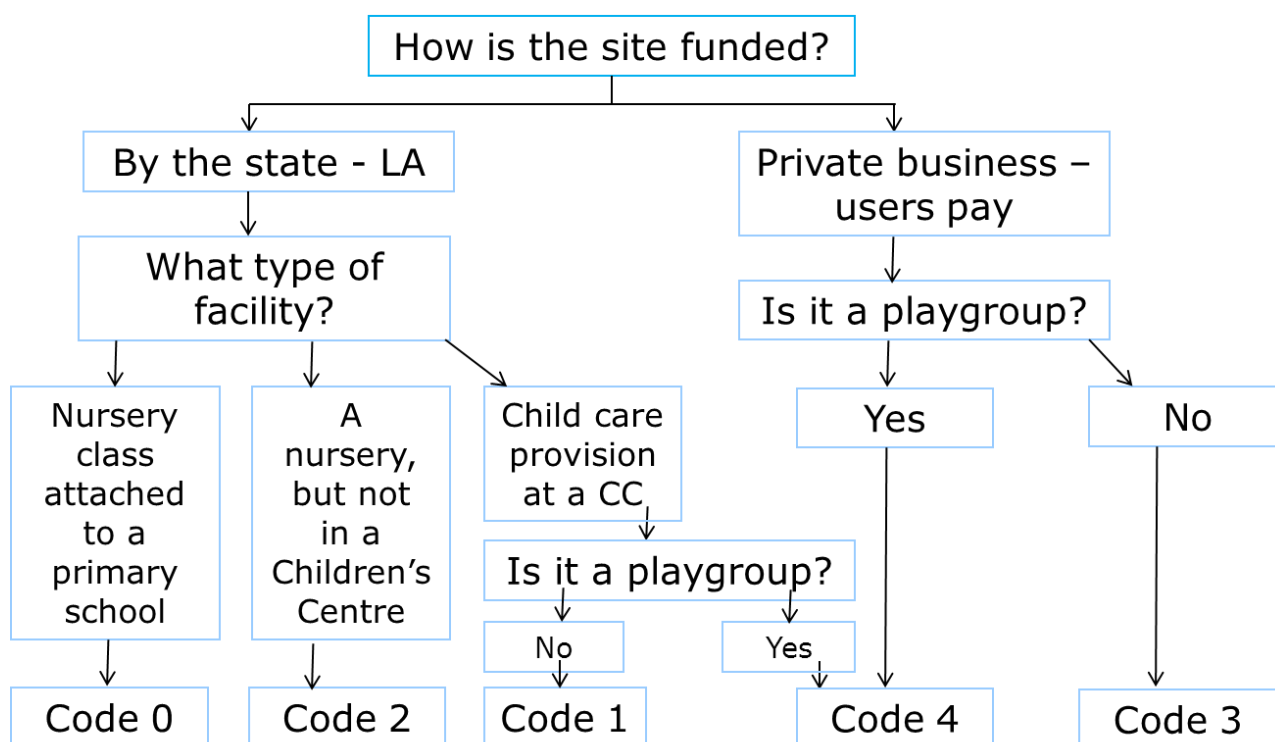 How is the site funded?
By the state - LA
Private business –
users pay
What type of
facility?
Is it a playgroup?
Nursery
class
attached
to a
primary
school
A
nursery,
but not
in a
Children's
Centre
Child care
provision
at a CC
Yes
No
Is it a playgroup?
No
Yes
Code 0
Code 2
Code 1
Code 4
Code 3